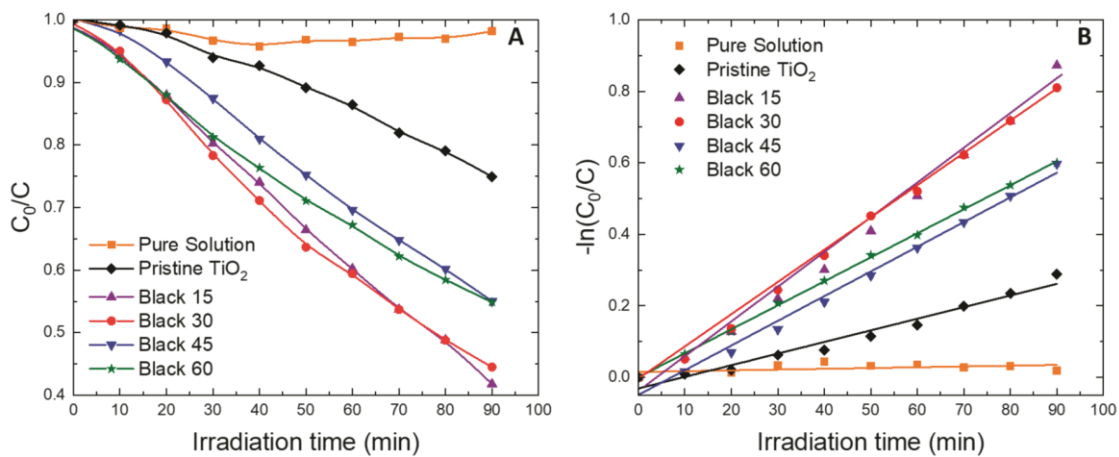 A
C₀/C
1.0
0.9
0.8
0.7
0.6
0.5
0.4
Pure Solution
Pristine TiO₂
Black 15
Black 30
Black 45
Black 60
0 10 20 30 40 50 60 70 80 90 100
Irradiation time (min)
B
-ln(C₀/C)
1.0
0.8
0.6
0.4
0.2
0.0
Pure Solution
Pristine TiO₂
Black 15
Black 30
Black 45
Black 60
0 10 20 30 40 50 60 70 80 90 100
Irradiation time (min)